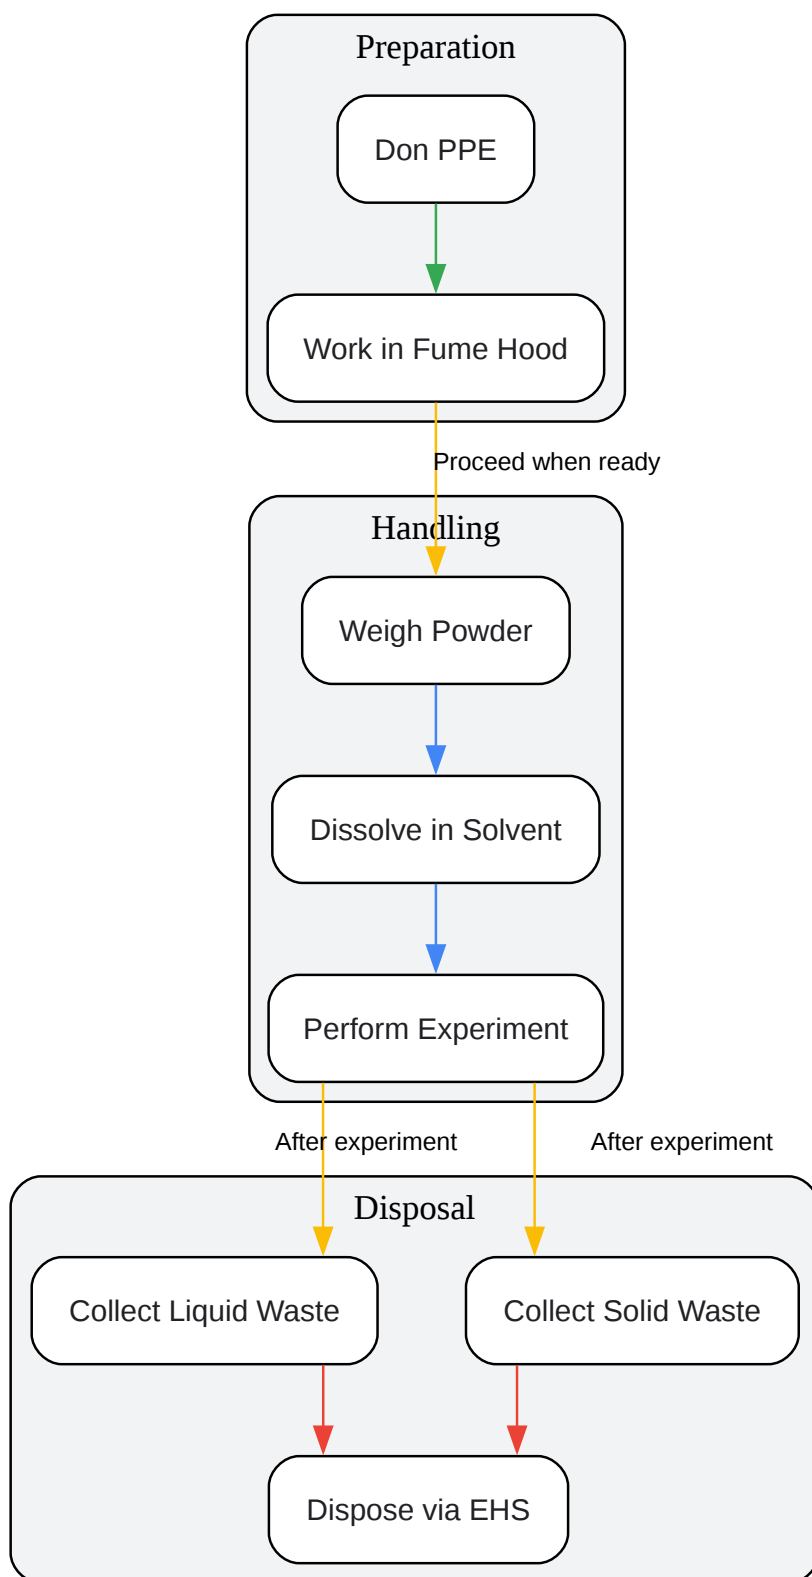 Preparation
Don PPE
Work in Fume Hood
Proceed when ready
Handling
Weigh Powder
Dissolve in Solvent
Perform Experiment
After experiment
After experiment
Disposal
Collect Liquid Waste
Collect Solid Waste
Dispose via EHS